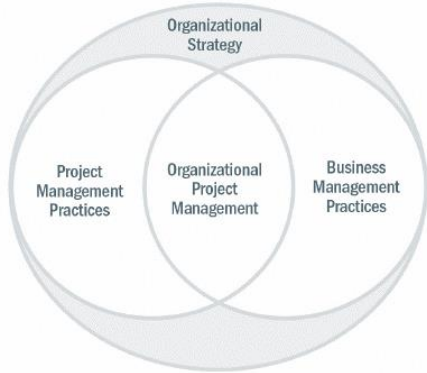 Organizational
Strategy
Project
Management
Practices
Organizational
Project
Management
Business
Management
Practices